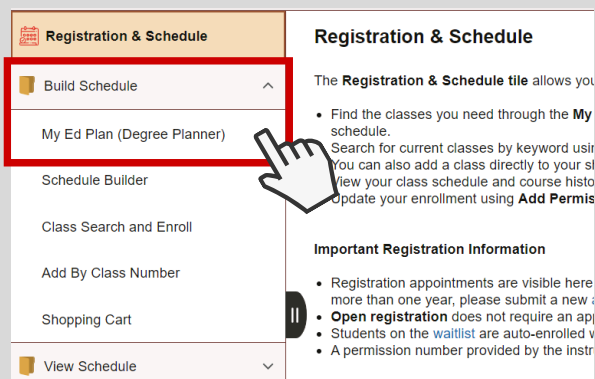 Registration & Schedule
Build Schedule
My Ed Plan (Degree Planner)
Schedule Builder
Class Search and Enroll
Add By Class Number
Shopping Cart
View Schedule
Registration & Schedule
The Registration & Schedule tile allows you
Find the classes you need through the My
schedule.
Search for current classes by keyword usin
You can also add a class directly to your sh
View your class schedule and course histo
Update your enrollment using Add Permis
Important Registration Information
Registration appointments are visible here
more than one year, please submit a new a
Open registration does not require an app
Students on the waitlist are auto-enrolled w
A permission number provided by the instr